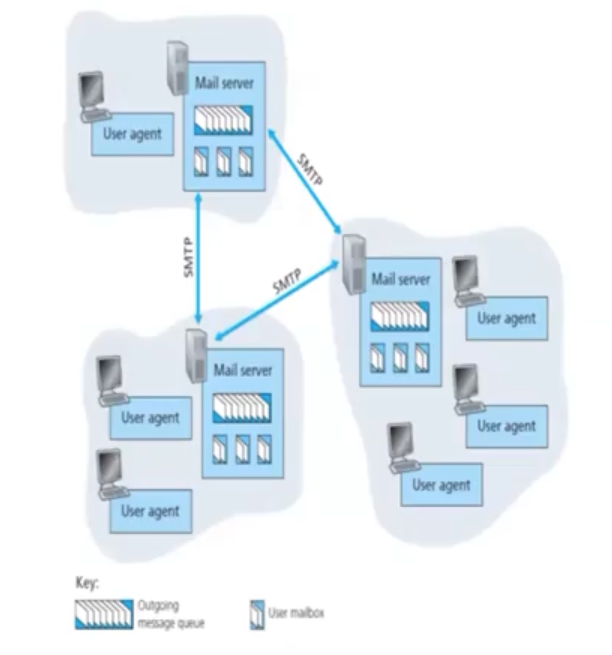 Mail server
User agent
SMTP
SMTP
SMTP
Mail server
User agent
Mail server
User agent
User agent
User agent
User agent
Key:
Outgoing
message queue
User mailbox